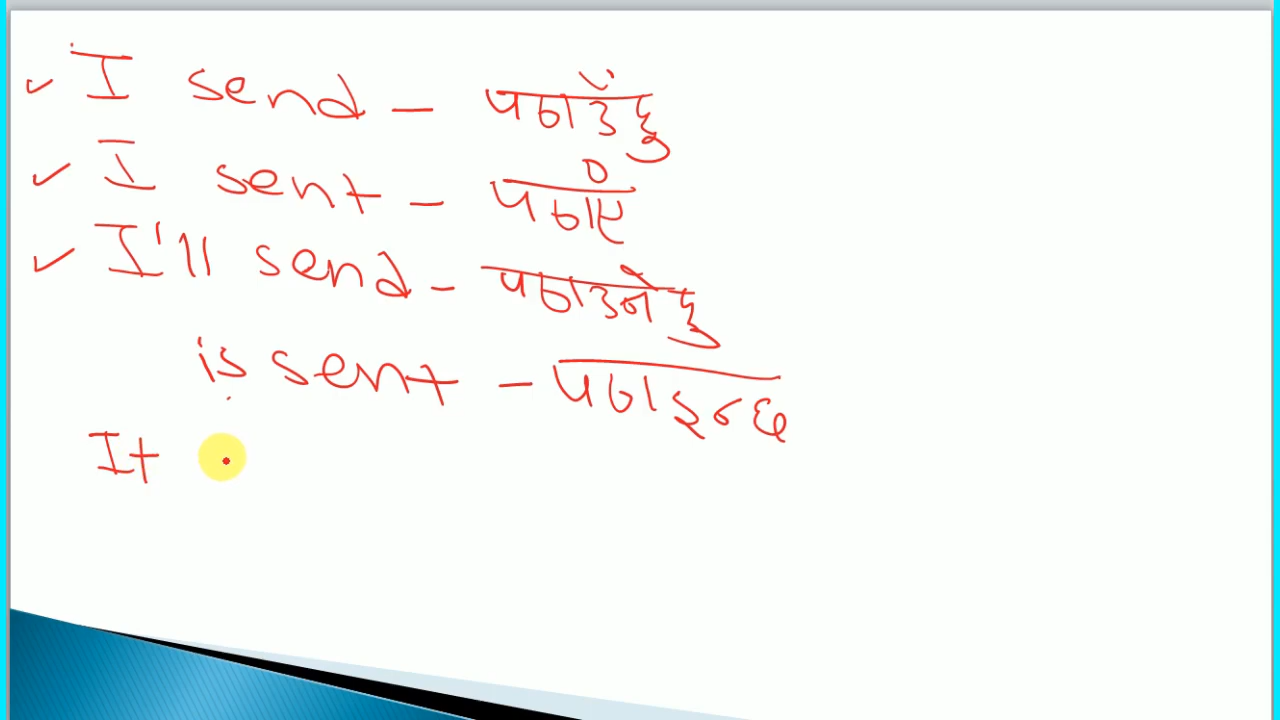 I send - पठाउँछु
I sent - पठाएं
I'll send - पठाउनेछु
is sent - पठाइन्छ
It